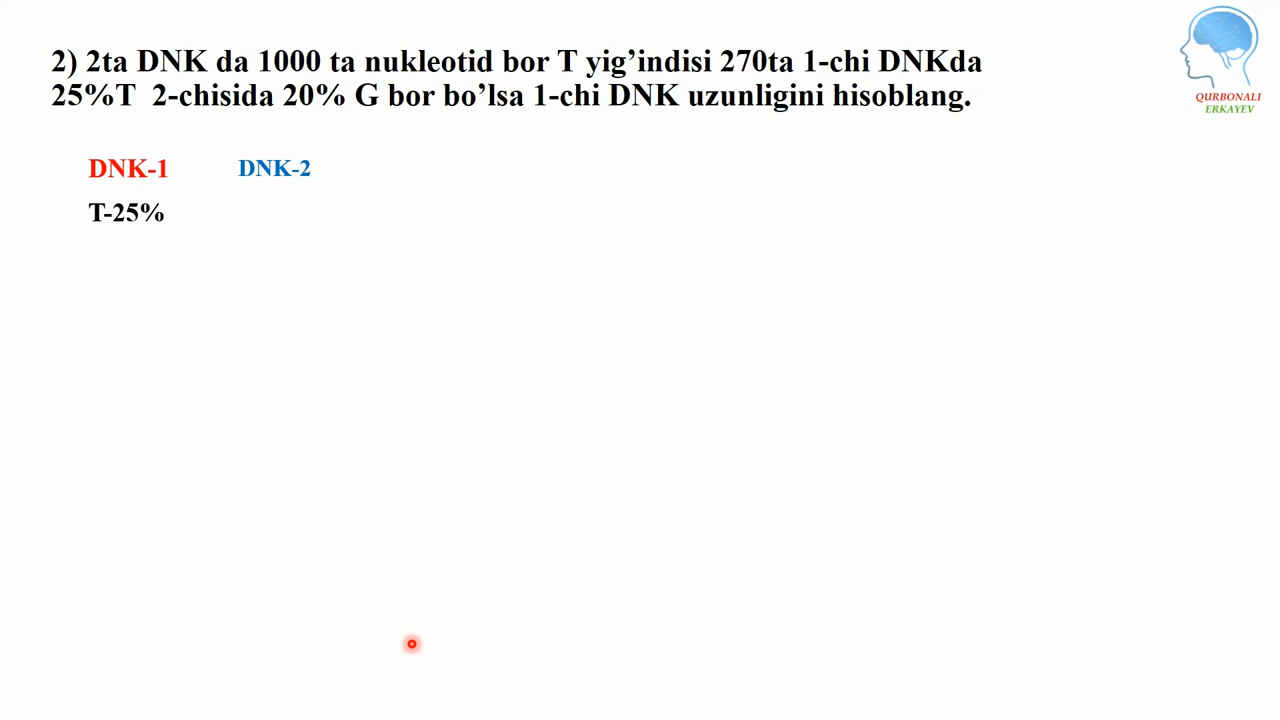 2) 2ta DNK da 1000 ta nukleotid bor T yig’indisi 270ta 1-chi DNKda
25%T 2-chisida 20% G bor bo’lsa 1-chi DNK uzunligini hisoblang.
QURBONALI
ERKAYEV
DNK-1 DNK-2
T-25%